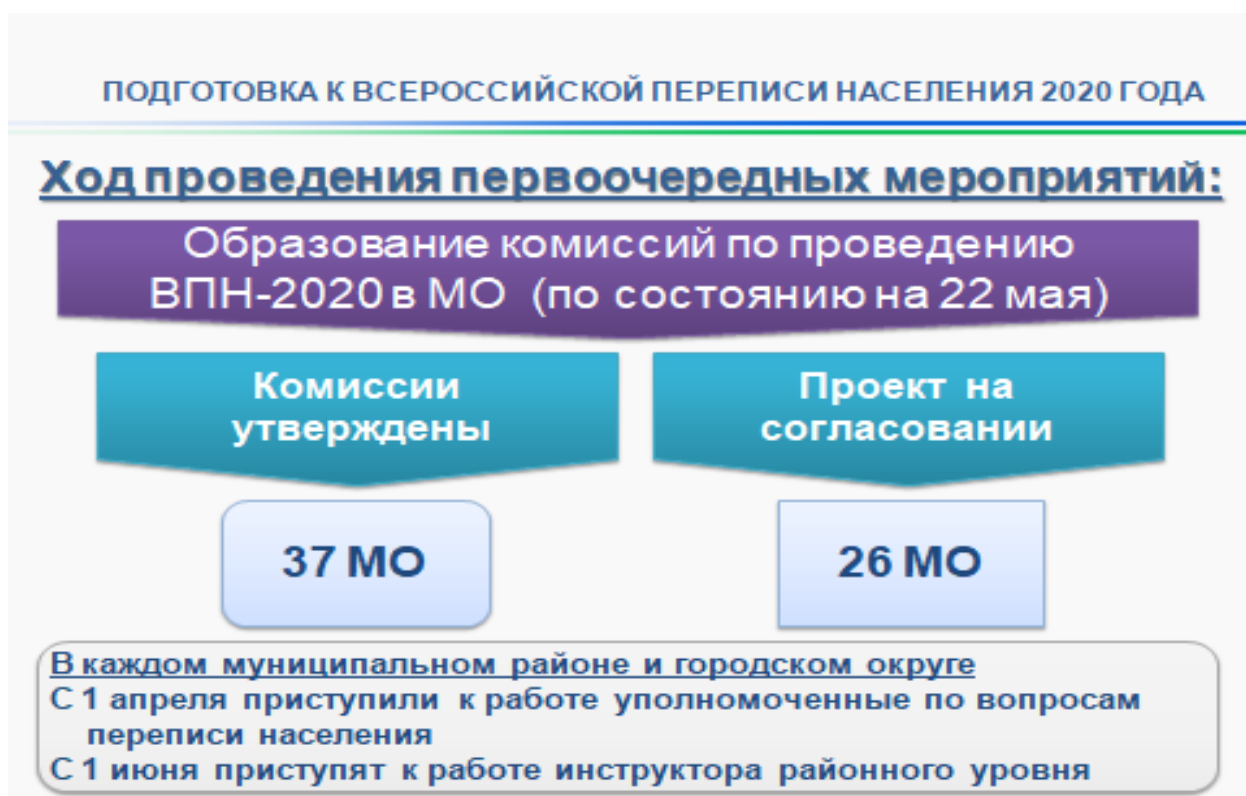 ПОДГОТОВКА К ВСЕРОССИЙСКОЙ ПЕРЕПИСИ НАСЕЛЕНИЯ 2020 ГОДА
Ход проведения первоочередных мероприятий:
Образование комиссий по проведению
ВПН-2020 в МО (по состоянию на 22 мая)
Комиссии
утверждены
Проект на
согласовании
37 МО
26 МО
В каждом муниципальном районе и городском округе
С 1 апреля приступили к работе уполномоченные по вопросам
переписи населения
С 1 июня приступят к работе инструктора районного уровня